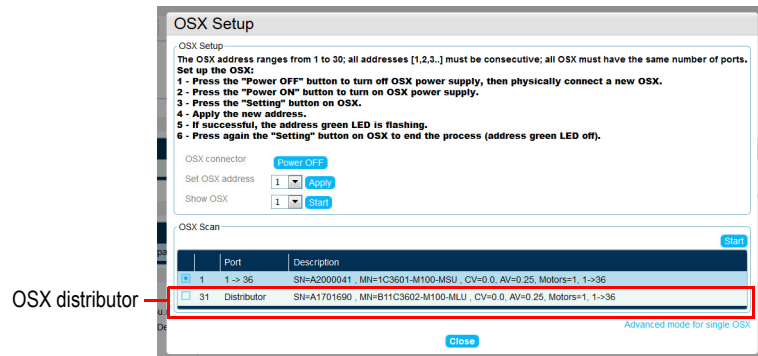 OSX Setup
OSX Setup
The OSX address ranges from 1 to 30; all addresses [1,2,3..] must be consecutive; all OSX must have the same number of ports.
Set up the OSX:
1 - Press the "Power OFF" button to turn off OSX power supply, then physically connect a new OSX.
2 - Press the "Power ON" button to turn on OSX power supply.
3 - Press the "Setting" button on OSX.
4 - Apply the new address.
5 - If successful, the address green LED is flashing.
6 - Press again the "Setting" button on OSX to end the process (address green LED off).
OSX connector Power OFF
Set OSX address 1 Apply
Show OSX 1 Start
OSX Scan
Start
Port Description
1 1 -> 36 SN=A2000041 , MN=1C3601-M100-MSU , CV=0.0, AV=0.25, Motors=1, 1->36
31 Distributor SN=A1701690 , MN=B11C3602-M100-MLU , CV=0.0, AV=0.25, Motors=1, 1->36
OSX distributor
Advanced mode for single OSX
Close